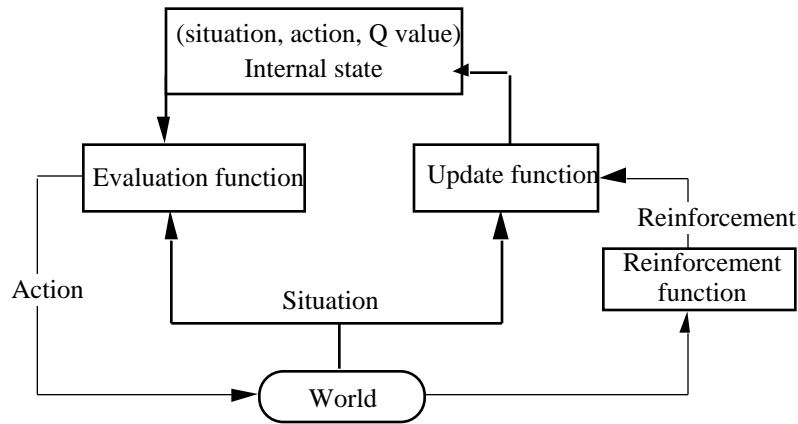 (situation, action, Q value)
Internal state
Evaluation function
Update function
Reinforcement
Reinforcement
function
Action
Situation
World